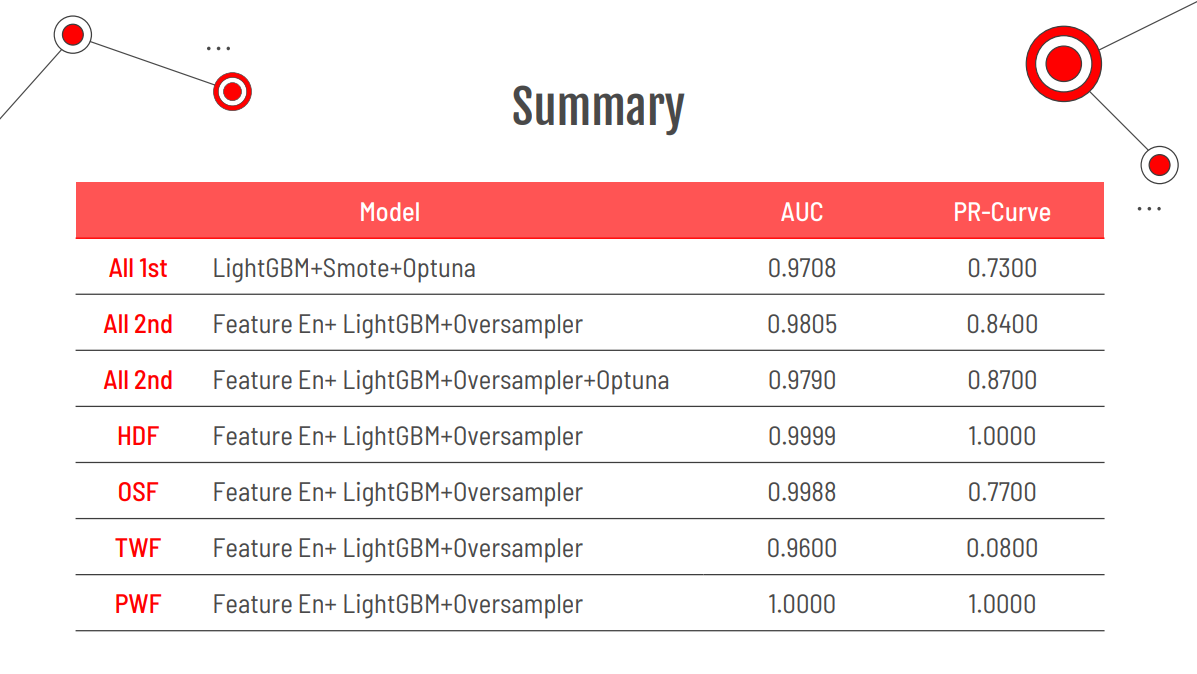 Summary
Model AUC PR-Curve
All 1st LightGBM+Smote+Optuna 0.9708 0.7300
All 2nd Feature En+ LightGBM+Oversampler 0.9805 0.8400
All 2nd Feature En+ LightGBM+Oversampler+Optuna 0.9790 0.8700
HDF Feature En+ LightGBM+Oversampler 0.9999 1.0000
OSF Feature En+ LightGBM+Oversampler 0.9988 0.7700
TWF Feature En+ LightGBM+Oversampler 0.9600 0.0800
PWF Feature En+ LightGBM+Oversampler 1.0000 1.0000